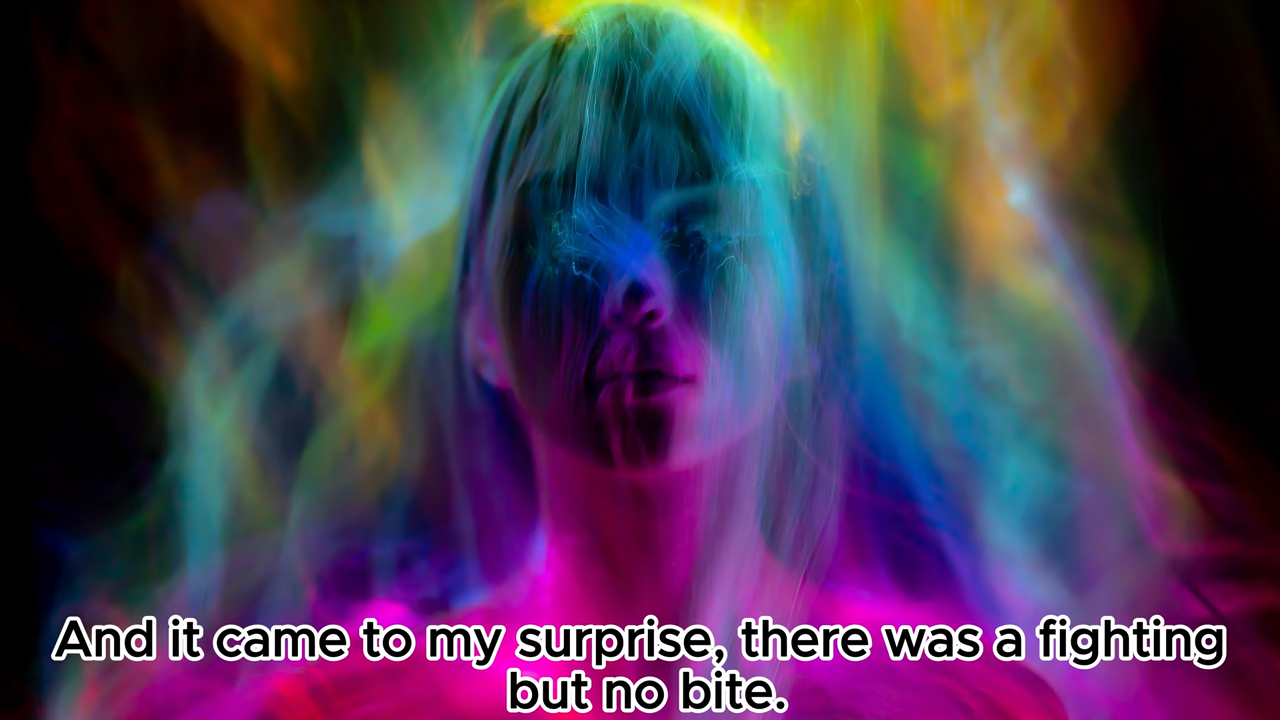 And it came to my surprise, there was a fighting
but no bite.